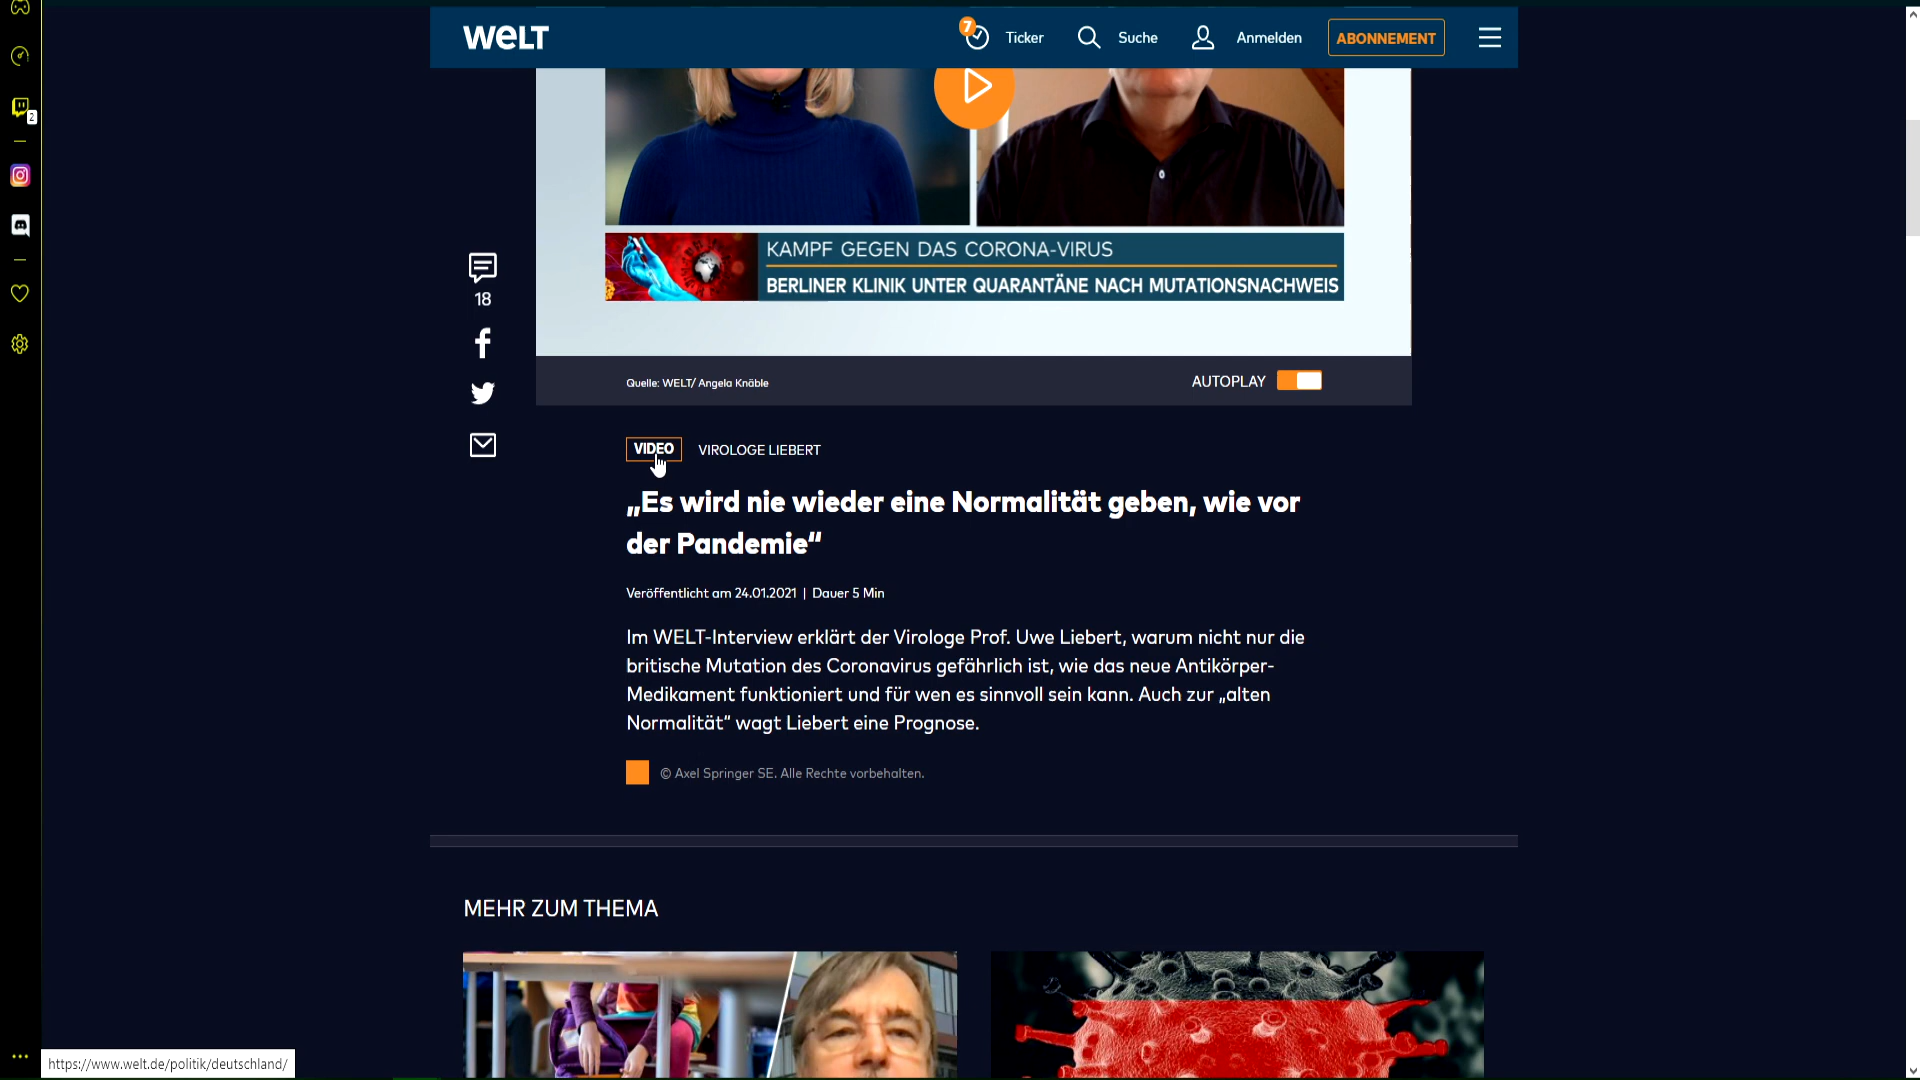 WELT
7
Ticker
Suche
Anmelden
ABONNEMENT
2
KAMPF GEGEN DAS CORONA-VIRUS
BERLINER KLINIK UNTER QUARANTÄNE NACH MUTATIONSNACHWEIS
18
Quelle: WELT/ Angela Knäble
AUTOPLAY
VIDEO
VIROLOGE LIEBERT
„Es wird nie wieder eine Normalität geben, wie vor
der Pandemie“
Veröffentlicht am 24.01.2021 | Dauer 5 Min
Im WELT-Interview erklärt der Virologe Prof. Uwe Liebert, warum nicht nur die
britische Mutation des Coronavirus gefährlich ist, wie das neue Antikörper-
Medikament funktioniert und für wen es sinnvoll sein kann. Auch zur „alten
Normalität“ wagt Liebert eine Prognose.
© Axel Springer SE. Alle Rechte vorbehalten.
MEHR ZUM THEMA
https://www.welt.de/politik/deutschland/